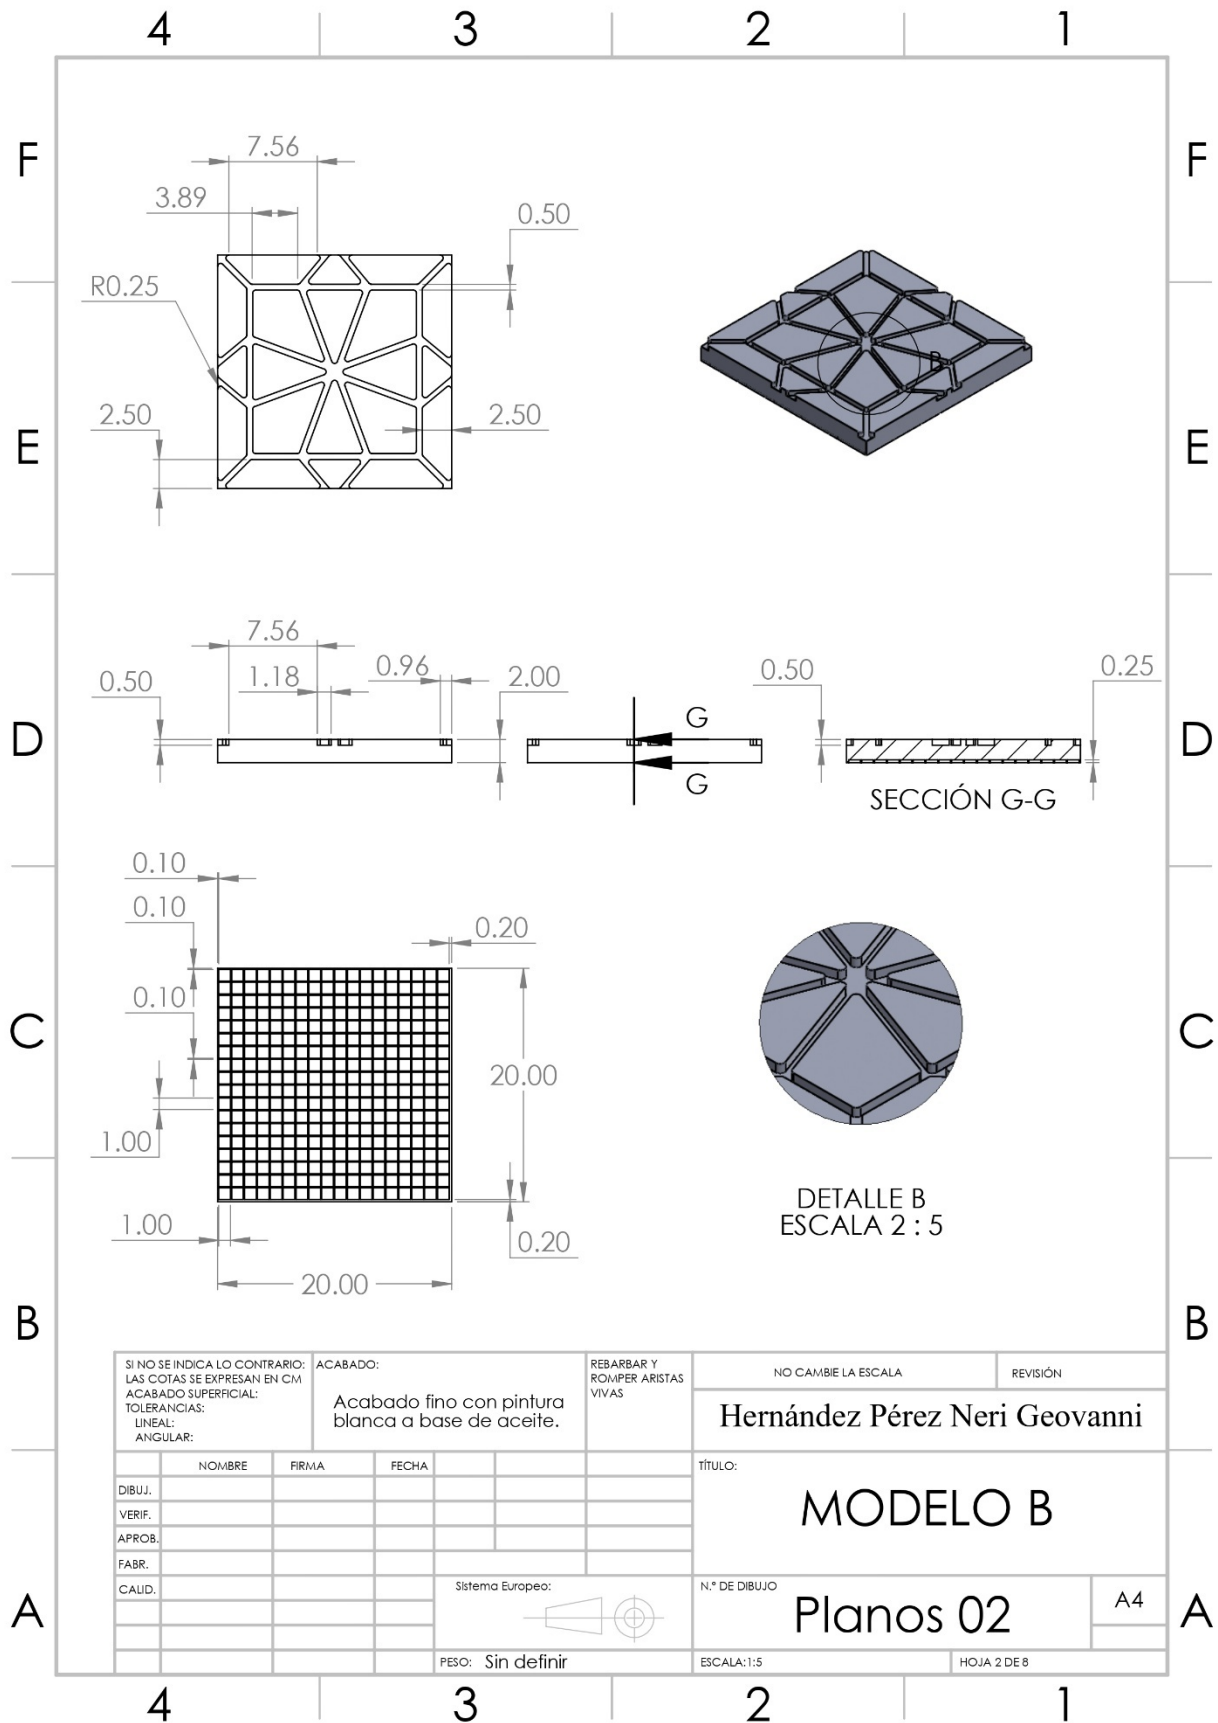 4 3 2 1
F F
7.56
3.89
0.50
R0.25
B
2.50 2.50
E E
7.56
1.18 0.96
0.50 2.00
G
G
0.50 0.25
D D
SECCIÓN G-G
0.10
0.10
0.20
0.10
20.00
C C
1.00
1.00
0.20
20.00
DETALLE B
ESCALA 2 : 5
B B
SI NO SE INDICA LO CONTRARIO:
LAS COTAS SE EXPRESAN EN CM
ACABADO SUPERFICIAL:
TOLERANCIAS:
LINEAL:
ANGULAR:
ACABADO:
Acabado fino con pintura
blanca a base de aceite.
REBARBAR Y
ROMPER ARISTAS
VIVAS
NO CAMBIE LA ESCALA
REVISIÓN
Hernández Pérez Neri Geovanni
NOMBRE FIRMA FECHA
DIBUJ.
VERIF.
APROB.
FABR.
CALID.
TÍTULO:
MODELO B
Sistema Europeo:
N.º DE DIBUJO
Planos 02
A4
A A
PESO: Sin definir
ESCALA:1:5
HOJA 2 DE 8
4 3 2 1